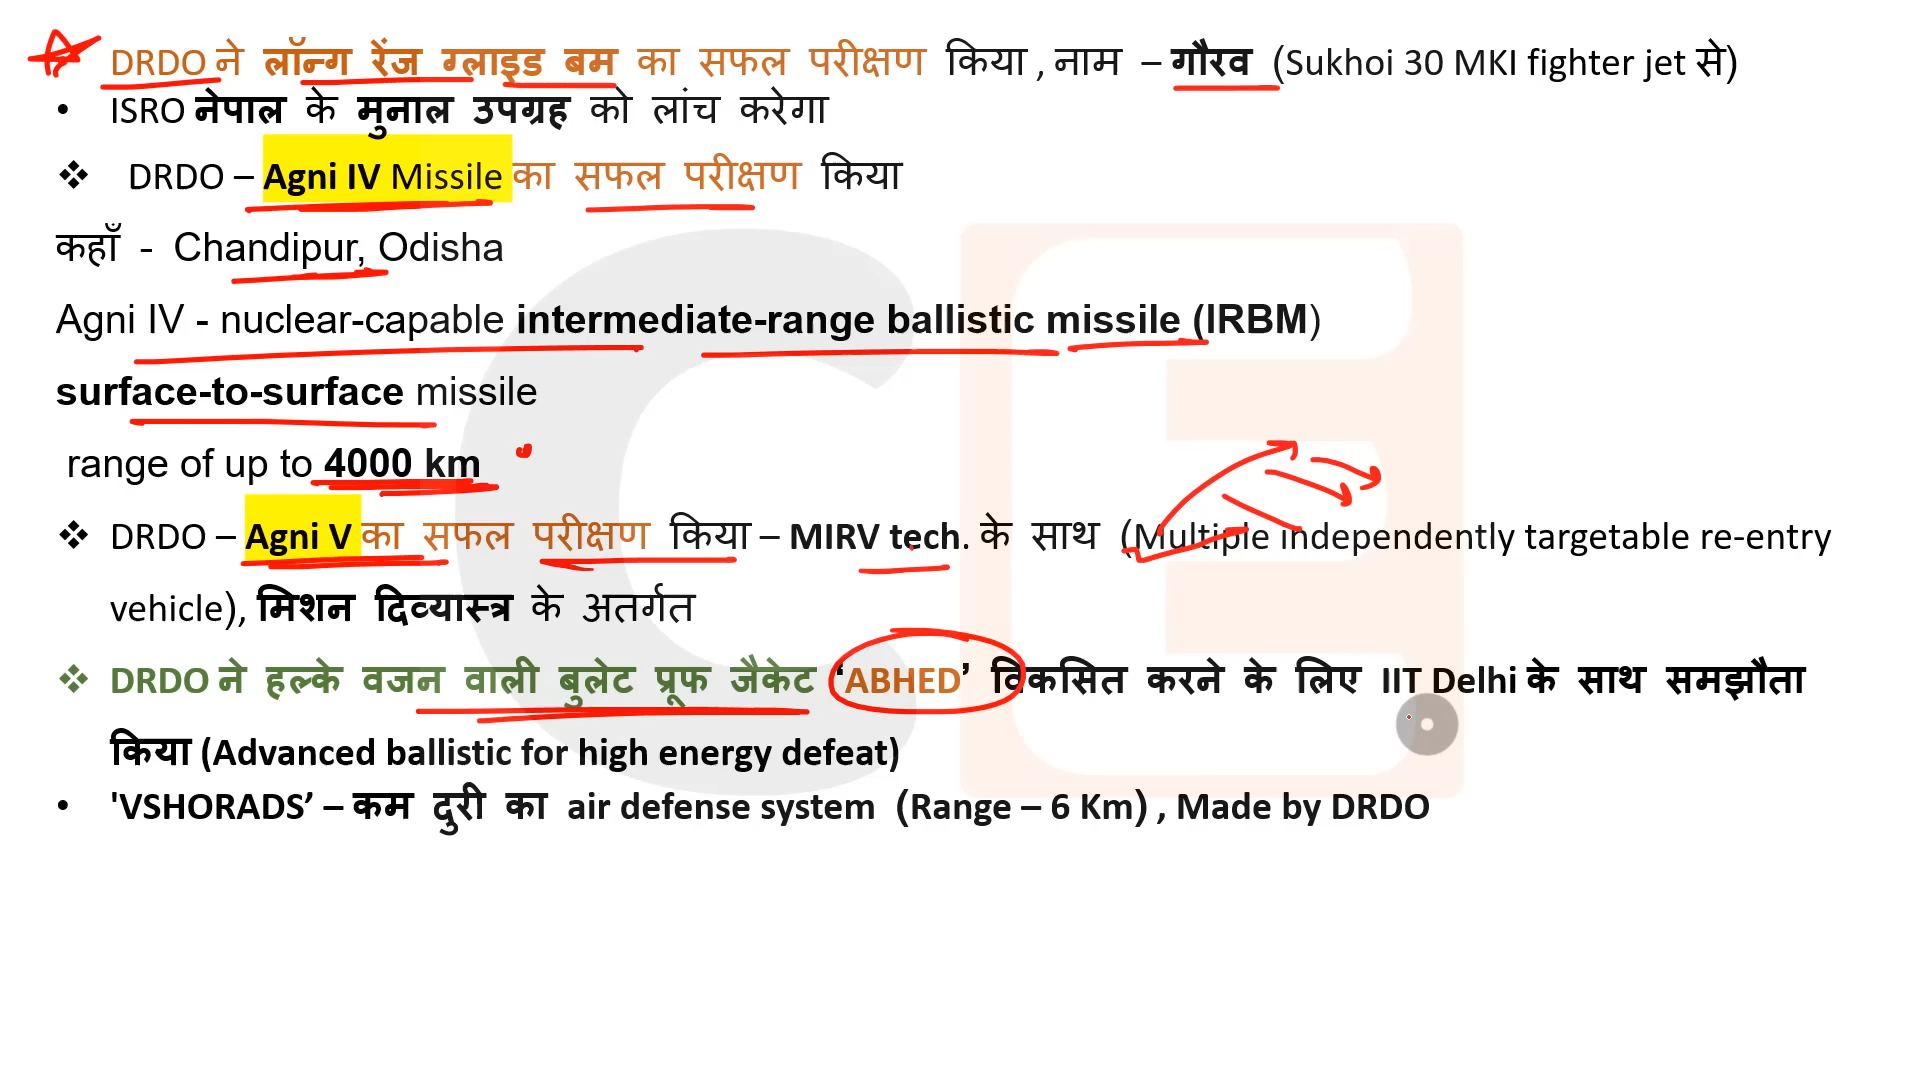 DRDO ने लॉन्ग रेंज ग्लाइड बम का सफल परीक्षण किया , नाम – गौरव (Sukhoi 30 MKI fighter jet से)
• ISRO नेपाल के मुनाल उपग्रह को लांच करेगा
❖ DRDO – Agni IV Missile का सफल परीक्षण किया
कहाँ - Chandipur, Odisha
Agni IV - nuclear-capable intermediate-range ballistic missile (IRBM)
surface-to-surface missile
range of up to 4000 km
❖ DRDO – Agni V का सफल परीक्षण किया – MIRV tech. के साथ (Multiple independently targetable re-entry
vehicle), मिशन दिव्यास्त्र के अतर्गत
❖ DRDO ने हल्के वजन वाली बुलेट प्रूफ जैकेट ‘ABHED’ विकसित करने के लिए IIT Delhi के साथ समझौता
किया (Advanced ballistic for high energy defeat)
• 'VSHORADS’ – कम दुरी का air defense system (Range – 6 Km) , Made by DRDO